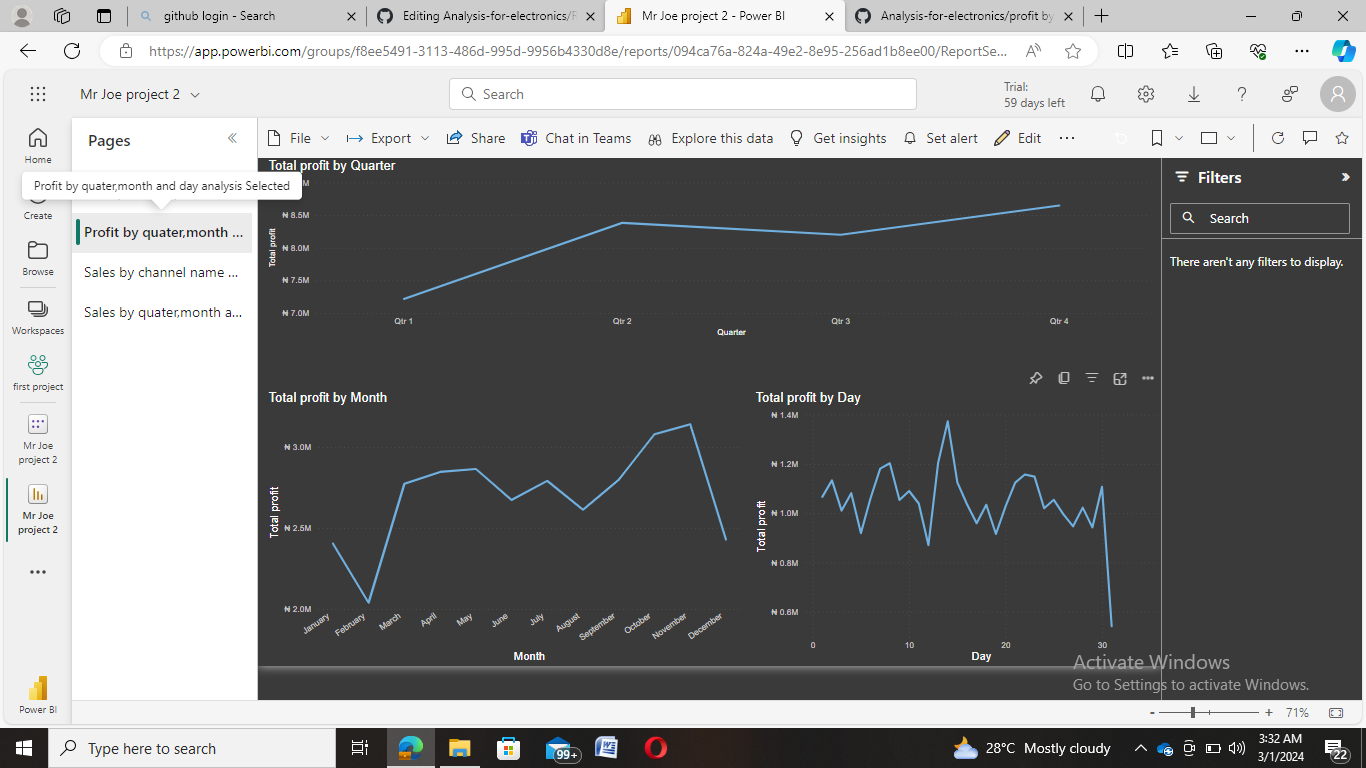 github login - Search
Editing Analysis-for-electronics/R
Mr Joe project 2 - Power BI
Analysis-for-electronics/profit by
https://app.powerbi.com/groups/f8ee5491-3113-486d-995d-9956b4330d8e/reports/094ca76a-824a-49e2-8e95-256ad1b8ee00/ReportSe...
Mr Joe project 2
Search
Trial:
59 days left
Home
Create
Browse
Workspaces
first project
Mr Joe
project 2
Mr Joe
project 2
Power BI
Pages
Profit by quater,month and day analysis Selected
Profit by quater,month ...
Sales by channel name ...
Sales by quater,month a...
File
Export
Share
Chat in Teams
Explore this data
Get insights
Set alert
Edit
Total profit by Quarter
Total profit
M
₦ 8.5M
₦ 8.0M
₦ 7.5M
₦ 7.0M
Qtr 1
Qtr 2
Qtr 3
Qtr 4
Quarter
Total profit by Month
Total profit
₦ 3.0M
₦ 2.5M
₦ 2.0M
January
February
March
April
May
June
July
August
September
October
November
December
Month
Total profit by Day
Total profit
₦ 1.4M
₦ 1.2M
₦ 1.0M
₦ 0.8M
₦ 0.6M
0
10
20
30
Day
Filters
Search
There aren't any filters to display.
Activate Windows
Go to Settings to activate Windows.
- + 71%
Type here to search
99+
28°C Mostly cloudy
3:32 AM
3/1/2024
22